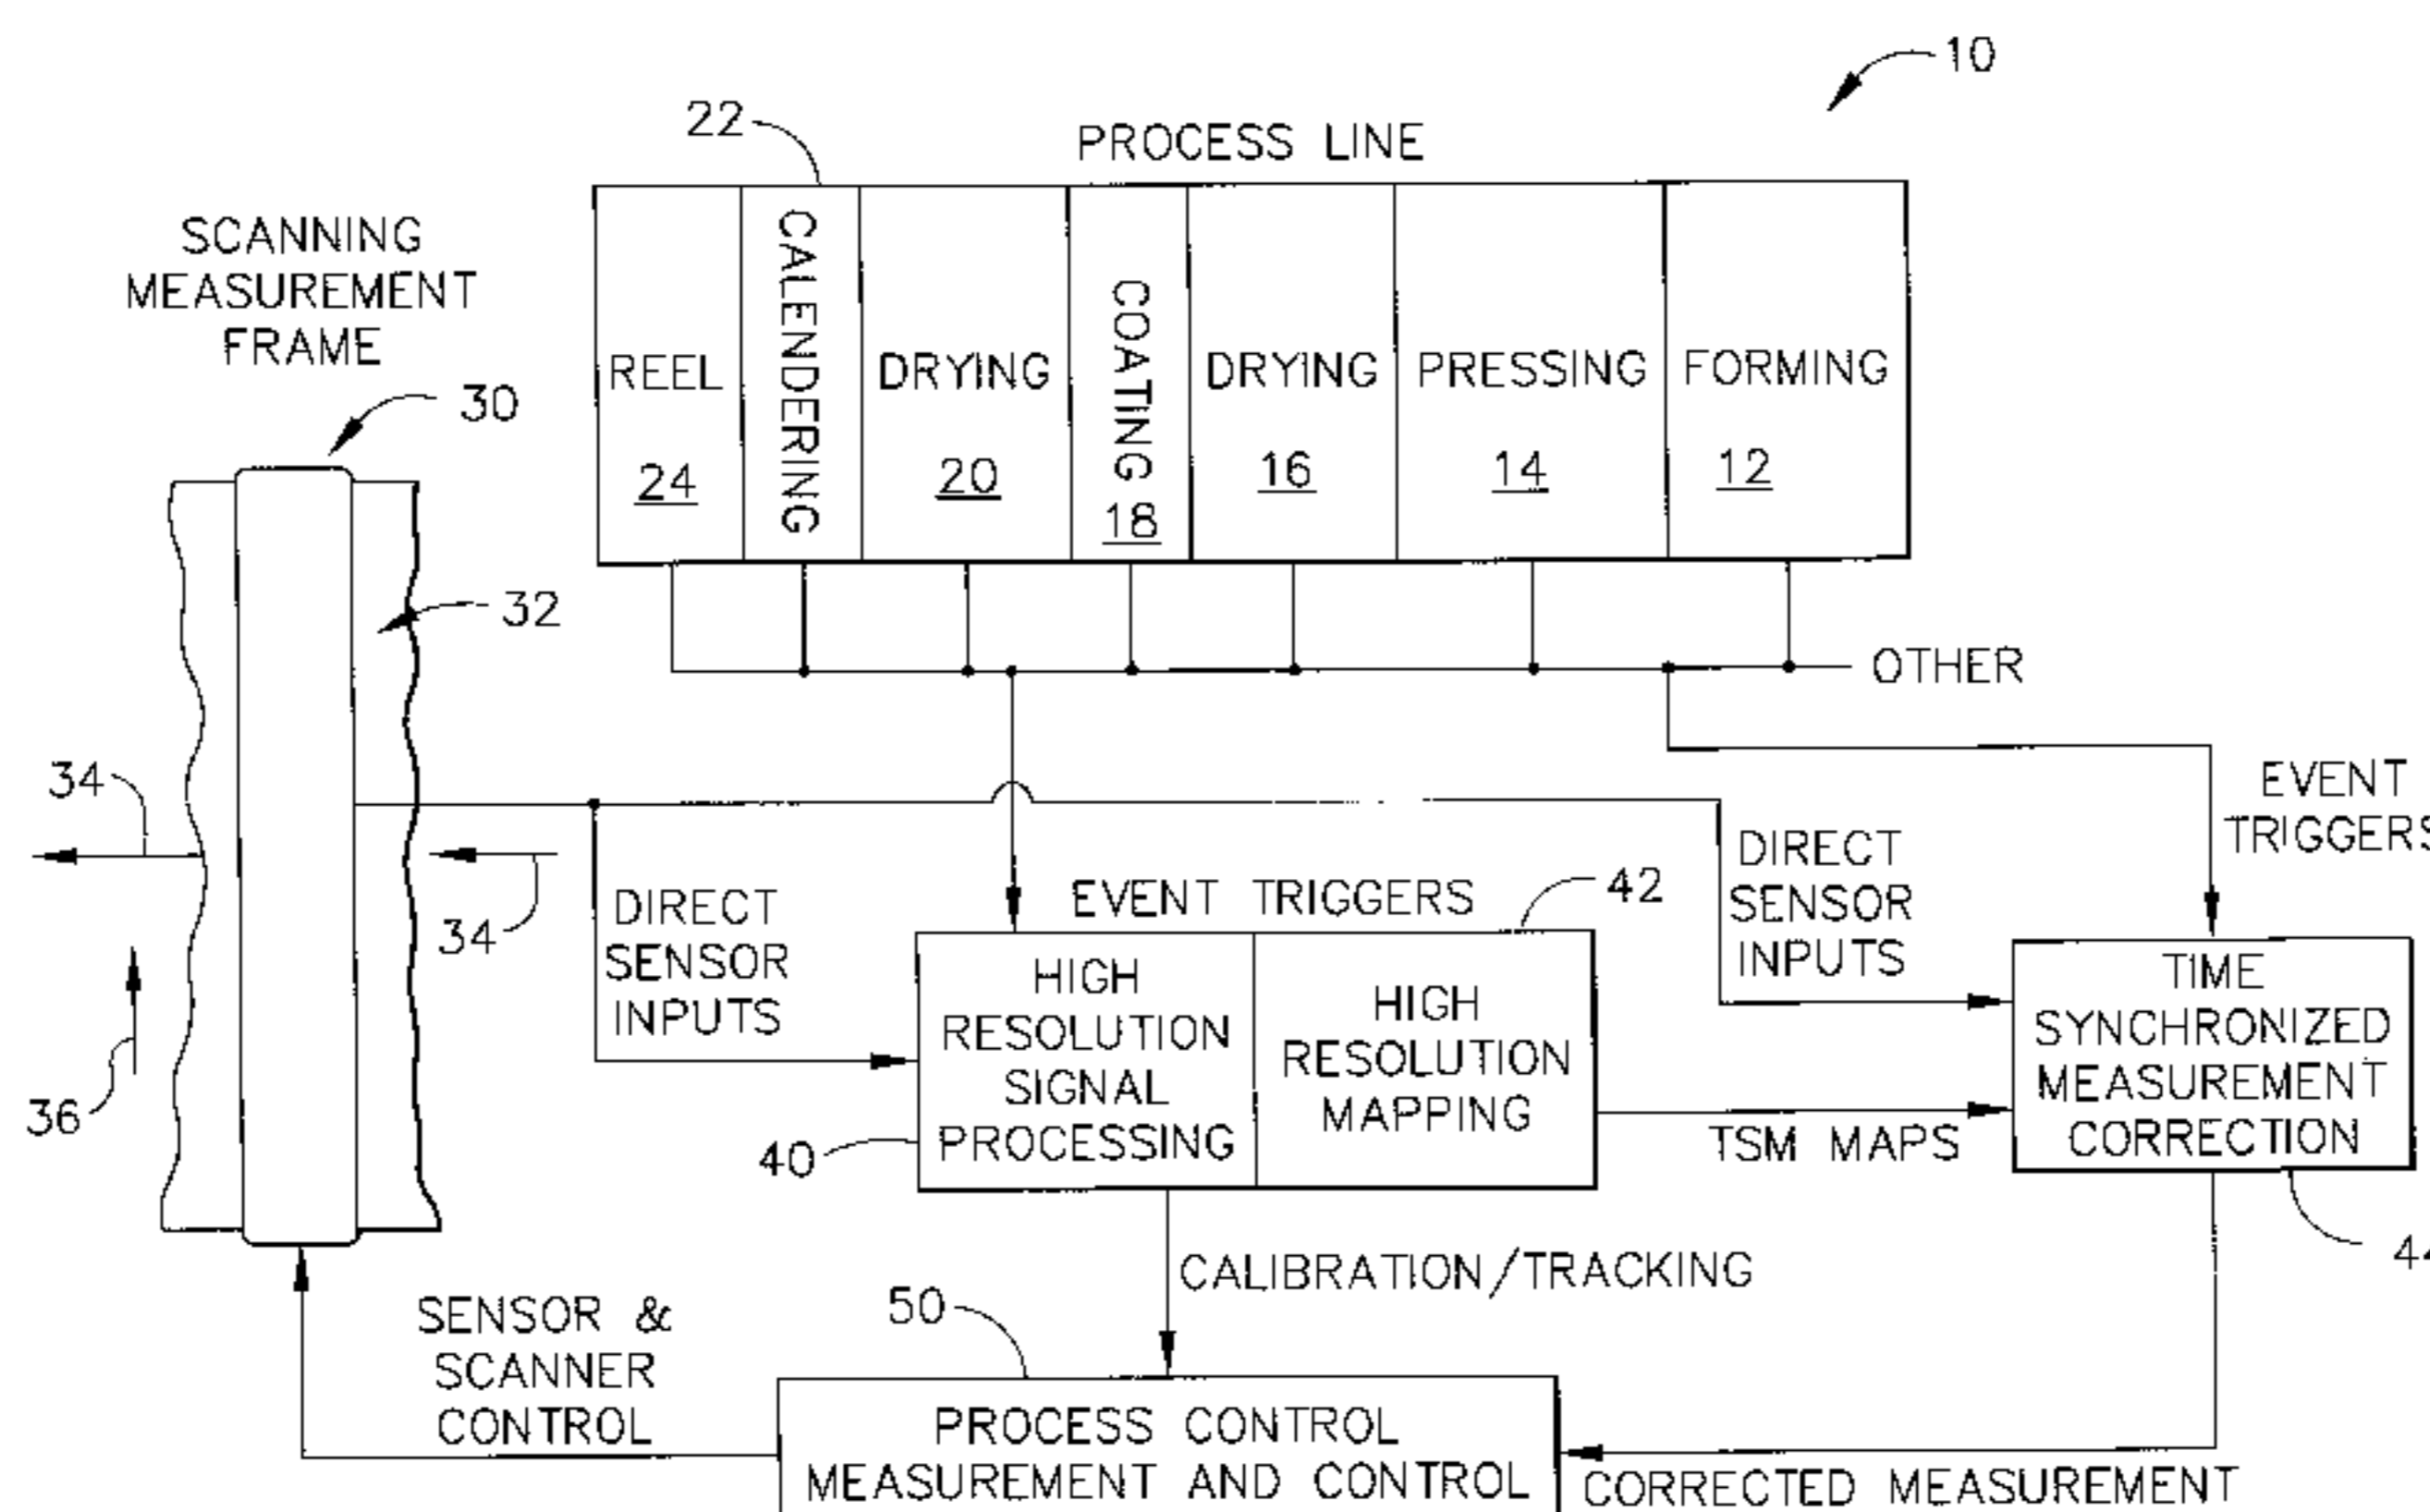 10
22
PROCESS LINE
SCANNING
MEASUREMENT
FRAME
30
REEL
24
CALENDERING
DRYING
20
COATING 18
DRYING
16
PRESSING
14
FORMING
12
32
OTHER
34
34
36
EVENT
TRIGGERS
DIRECT
SENSOR
INPUTS
EVENT TRIGGERS
42
DIRECT
SENSOR
INPUTS
HIGH
RESOLUTION
SIGNAL
PROCESSING
40
HIGH
RESOLUTION
MAPPING
TSM MAPS
TIME
SYNCHRONIZED
MEASUREMENT
CORRECTION
44
CALIBRATION/TRACKING
50
SENSOR &
SCANNER
CONTROL
PROCESS CONTROL
MEASUREMENT AND CONTROL
CORRECTED MEASUREMENT